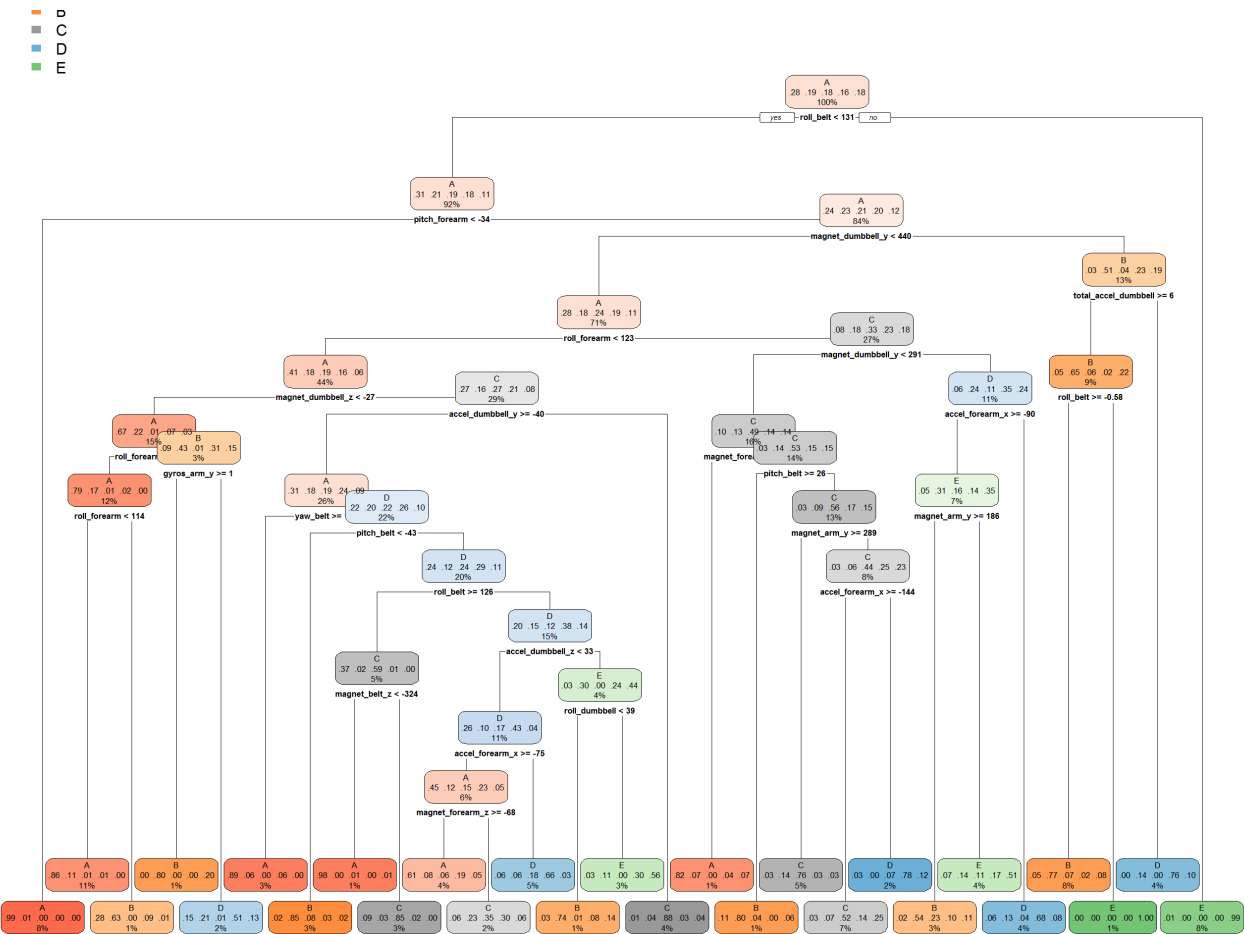 B
C
D
E
A
.28 .19 .18 .16 .18
100%
yes roll_belt < 131 no
A
.31 .21 .19 .18 .11
92%
pitch_forearm < -34
A
.24 .23 .21 .20 .12
84%
magnet_dumbbell_y < 440
B
.03 .51 .04 .23 .19
13%
total_accel_dumbbell >= 6
A
.28 .18 .24 .19 .11
71%
roll_forearm < 123
C
.08 .18 .33 .23 .18
27%
magnet_dumbbell_y < 291
A
.41 .18 .19 .16 .06
44%
magnet_dumbbell_z < -27
C
.27 .16 .27 .21 .08
29%
accel_dumbbell_y >= -40
D
.06 .24 .11 .35 .24
11%
accel_forearm_x >= -90
B
.05 .65 .06 .02 .22
9%
roll_belt >= -0.58
A
.67 .22 .01 .07 .03
15%
roll_forearm
B
.09 .43 .01 .31 .15
3%
gyros_arm_y >= 1
C
.10 .13 .49 .14 .14
16%
magnet_fore
C
.03 .14 .53 .15 .15
14%
pitch_belt >= 26
A
.79 .17 .01 .02 .00
12%
roll_forearm < 114
A
.31 .18 .19 .24 .09
26%
yaw_belt >=
D
.22 .20 .22 .26 .10
22%
pitch_belt < -43
C
.03 .09 .56 .17 .15
13%
magnet_arm_y >= 289
E
.05 .31 .16 .14 .35
7%
magnet_arm_y >= 186
D
.24 .12 .24 .29 .11
20%
roll_belt >= 126
C
.03 .06 .44 .25 .23
8%
accel_forearm_x >= -144
D
.20 .15 .12 .38 .14
15%
accel_dumbbell_z < 33
C
.37 .02 .59 .01 .00
5%
magnet_belt_z < -324
E
.03 .30 .00 .24 .44
4%
roll_dumbbell < 39
D
.26 .10 .17 .43 .04
11%
accel_forearm_x >= -75
A
.45 .12 .15 .23 .05
6%
magnet_forearm_z >= -68
A
.86 .11 .01 .01 .00
11%
B
.00 .80 .00 .00 .20
1%
A
.89 .06 .00 .06 .00
3%
A
.98 .00 .01 .00 .01
1%
A
.61 .08 .06 .19 .05
4%
D
.06 .06 .18 .66 .03
5%
E
.03 .11 .00 .30 .56
3%
A
.82 .07 .00 .04 .07
1%
C
.03 .14 .76 .03 .03
5%
D
.03 .00 .07 .78 .12
2%
E
.07 .14 .11 .17 .51
4%
B
.05 .77 .07 .02 .08
8%
D
.00 .14 .00 .76 .10
4%
A
.99 .01 .00 .00 .00
8%
B
.28 .63 .00 .09 .01
1%
D
.15 .21 .01 .51 .13
2%
B
.02 .85 .08 .03 .02
3%
C
.09 .03 .85 .02 .00
3%
C
.06 .23 .35 .30 .06
2%
B
.03 .74 .01 .08 .14
1%
C
.01 .04 .88 .03 .04
4%
B
.11 .80 .04 .00 .06
1%
C
.03 .07 .52 .14 .25
7%
B
.02 .54 .23 .10 .11
3%
D
.06 .13 .04 .68 .08
4%
E
.00 .00 .00 .00 1.00
1%
E
.01 .00 .00 .00 .99
8%